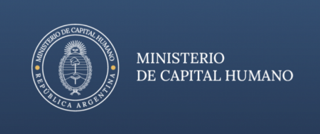 MINISTERIO DE CAPITAL HUMANO
REPÚBLICA ARGENTINA
MINISTERIO
DE CAPITAL HUMANO